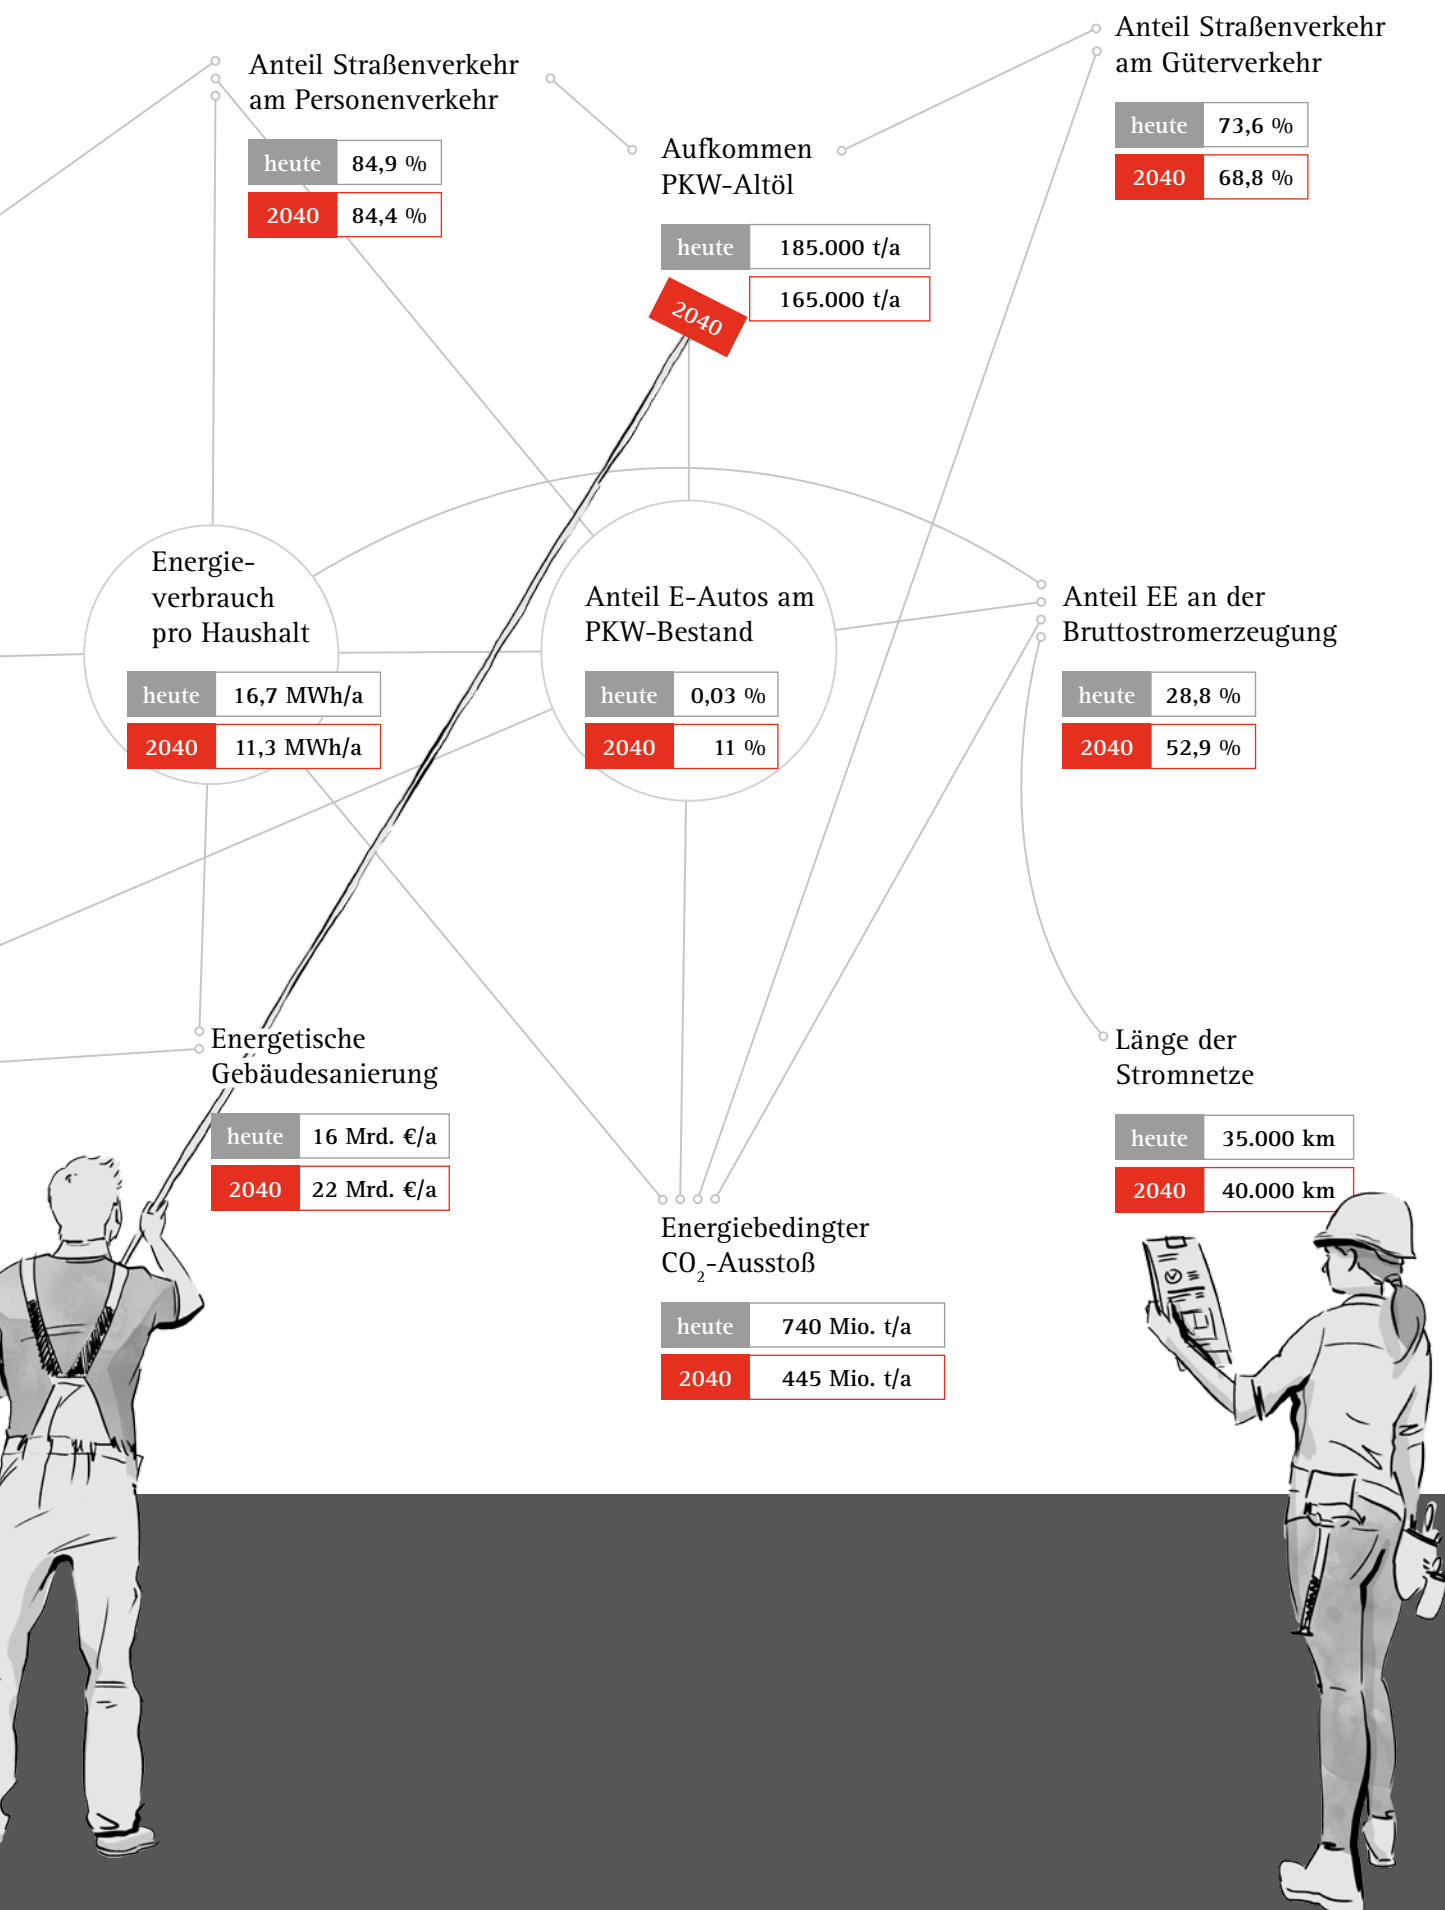 Anteil Straßenverkehr
am Personenverkehr
heute 84,9 %
2040 84,4 %
Aufkommen
PKW-Altöl
heute 185.000 t/a
2040 165.000 t/a
Anteil Straßenverkehr
am Güterverkehr
heute 73,6 %
2040 68,8 %
Energie-
verbrauch
pro Haushalt
heute 16,7 MWh/a
2040 11,3 MWh/a
Anteil E-Autos am
PKW-Bestand
heute 0,03 %
2040 11 %
Anteil EE an der
Bruttostromerzeugung
heute 28,8 %
2040 52,9 %
Energetische
Gebäudesanierung
heute 16 Mrd. €/a
2040 22 Mrd. €/a
Energiebedingter
CO₂-Ausstoß
heute 740 Mio. t/a
2040 445 Mio. t/a
Länge der
Stromnetze
heute 35.000 km
2040 40.000 km